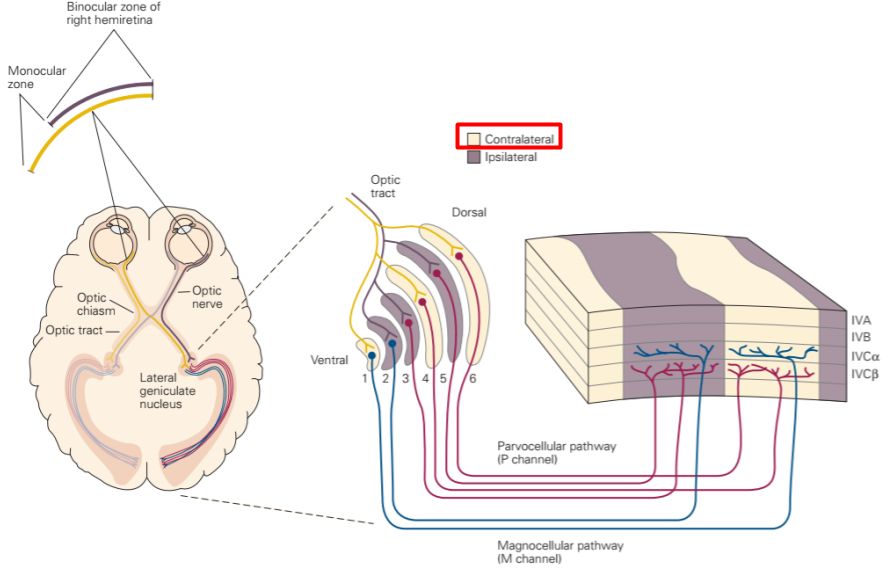 Binocular zone of
right hemiretina
Monocular
zone
Contralateral
Ipsilateral
Optic
tract
Dorsal
Optic
chiasm
Optic
nerve
Optic tract
Lateral
geniculate
nucleus
Ventral
1 2 3 4 5 6
IVA
IVB
IVCα
IVCβ
Parvocellular pathway
(P channel)
Magnocellular pathway
(M channel)